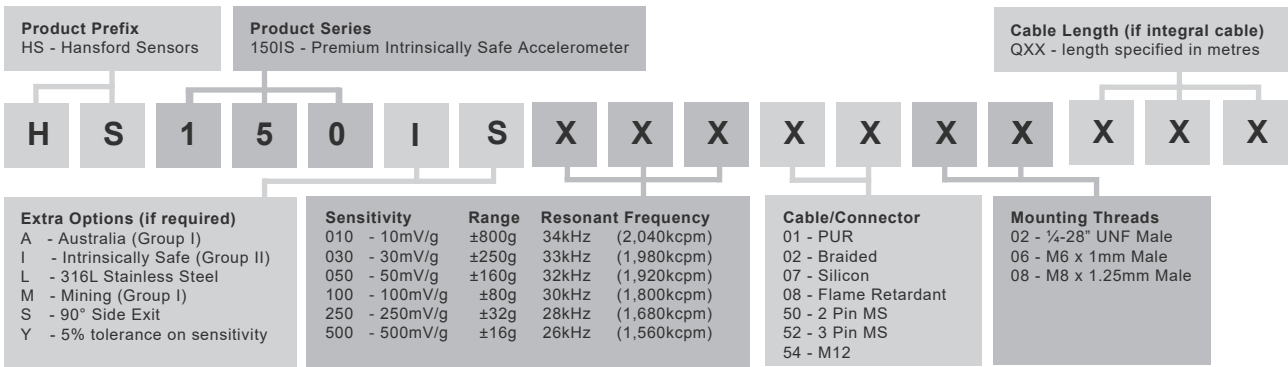 Product Prefix
HS - Hansford Sensors
Product Series
150IS - Premium Intrinsically Safe Accelerometer
Cable Length (if integral cable)
QXX - length specified in metres
H S 1 5 0 I S X X X X X X X X X X
Extra Options (if required)
A - Australia (Group I)
I - Intrinsically Safe (Group II)
L - 316L Stainless Steel
M - Mining (Group I)
S - 90° Side Exit
Y - 5% tolerance on sensitivity
Sensitivity Range Resonant Frequency
010 - 10mV/g ±800g 34kHz (2,040kcpm)
030 - 30mV/g ±250g 33kHz (1,980kcpm)
050 - 50mV/g ±160g 32kHz (1,920kcpm)
100 - 100mV/g ±80g 30kHz (1,800kcpm)
250 - 250mV/g ±32g 28kHz (1,680kcpm)
500 - 500mV/g ±16g 26kHz (1,560kcpm)
Cable/Connector
01 - PUR
02 - Braided
07 - Silicon
08 - Flame Retardant
50 - 2 Pin MS
52 - 3 Pin MS
54 - M12
Mounting Threads
02 - ¼-28” UNF Male
06 - M6 x 1mm Male
08 - M8 x 1.25mm Male